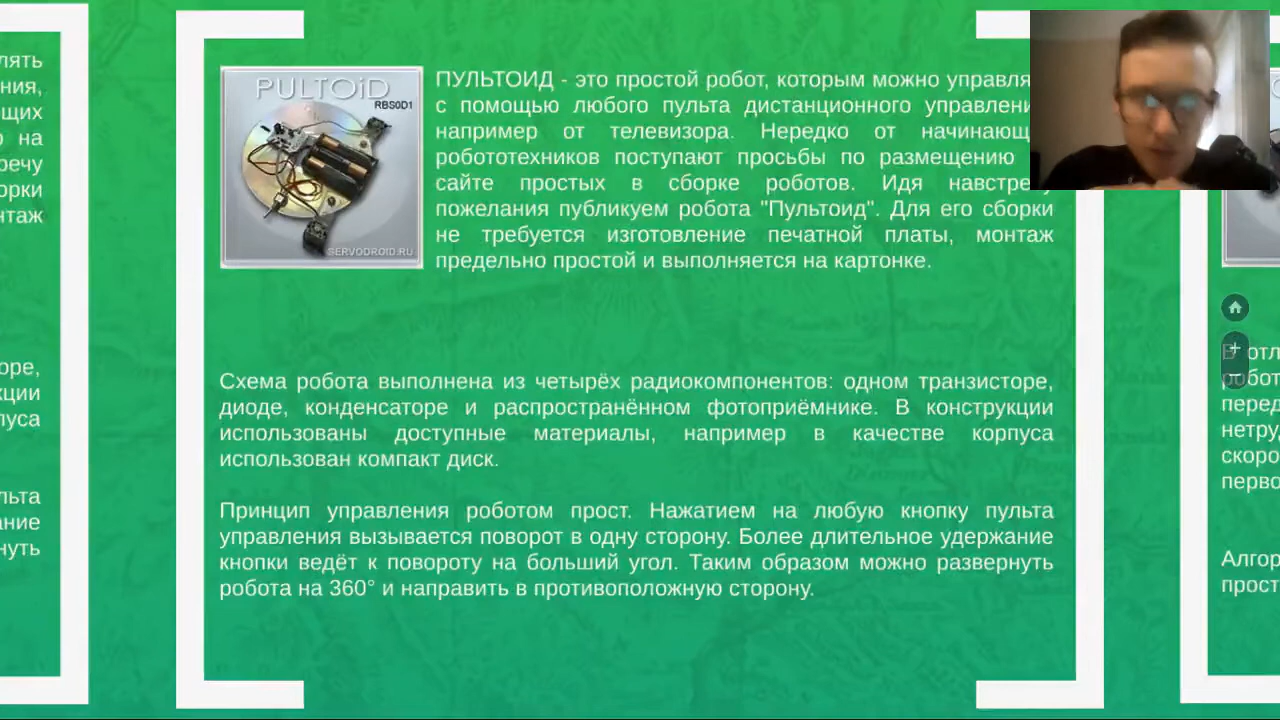 лять
ния,
щих
на
речу
орки
нтаж
оре,
кции
пуса
льта
ание
нуть
PULTOiD
RBS0D1
SERVODROID.RU
ПУЛЬТОИД - это простой робот, которым можно управля
с помощью любого пульта дистанционного управлени
например от телевизора. Нередко от начинающ
робототехников поступают просьбы по размещению
сайте простых в сборке роботов. Идя навстречу
пожелания публикуем робота "Пультоид". Для его сборки
не требуется изготовление печатной платы, монтаж
предельно простой и выполняется на картонке.
Схема робота выполнена из четырёх радиокомпонентов: одном транзисторе,
диоде, конденсаторе и распространённом фотоприёмнике. В конструкции
использованы доступные материалы, например в качестве корпуса
использован компакт диск.
Принцип управления роботом прост. Нажатием на любую кнопку пульта
управления вызывается поворот в одну сторону. Более длительное удержание
кнопки ведёт к повороту на больший угол. Таким образом можно развернуть
робота на 360° и направить в противоположную сторону.
В отл
робот
перед
нетру
скоро
перво
Алгор
прост